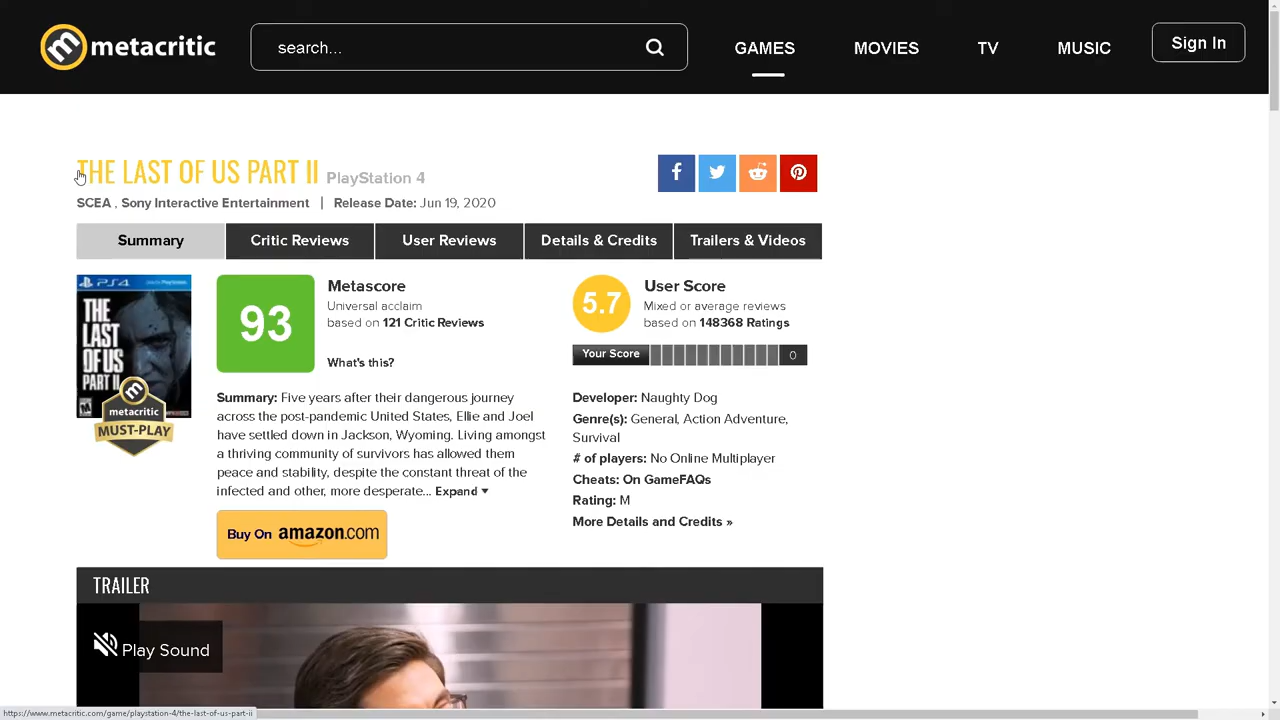 metacritic
search...
GAMES
MOVIES
TV
MUSIC
Sign In
THE LAST OF US PART II PlayStation 4
SCEA , Sony Interactive Entertainment | Release Date: Jun 19, 2020
Summary
Critic Reviews
User Reviews
Details & Credits
Trailers & Videos
PS4
THE
LAST
OF US
PART II
metacritic
MUST-PLAY
93
Metascore
Universal acclaim
based on 121 Critic Reviews
What's this?
Summary: Five years after their dangerous journey
across the post-pandemic United States, Ellie and Joel
have settled down in Jackson, Wyoming. Living amongst
a thriving community of survivors has allowed them
peace and stability, despite the constant threat of the
infected and other, more desperate... Expand
Buy On amazon.com
5.7
User Score
Mixed or average reviews
based on 148368 Ratings
Your Score
0
Developer: Naughty Dog
Genre(s): General, Action Adventure,
Survival
# of players: No Online Multiplayer
Cheats: On GameFAQs
Rating: M
More Details and Credits »
TRAILER
Play Sound
https://www.metacritic.com/game/playstation-4/the-last-of-us-part-ii